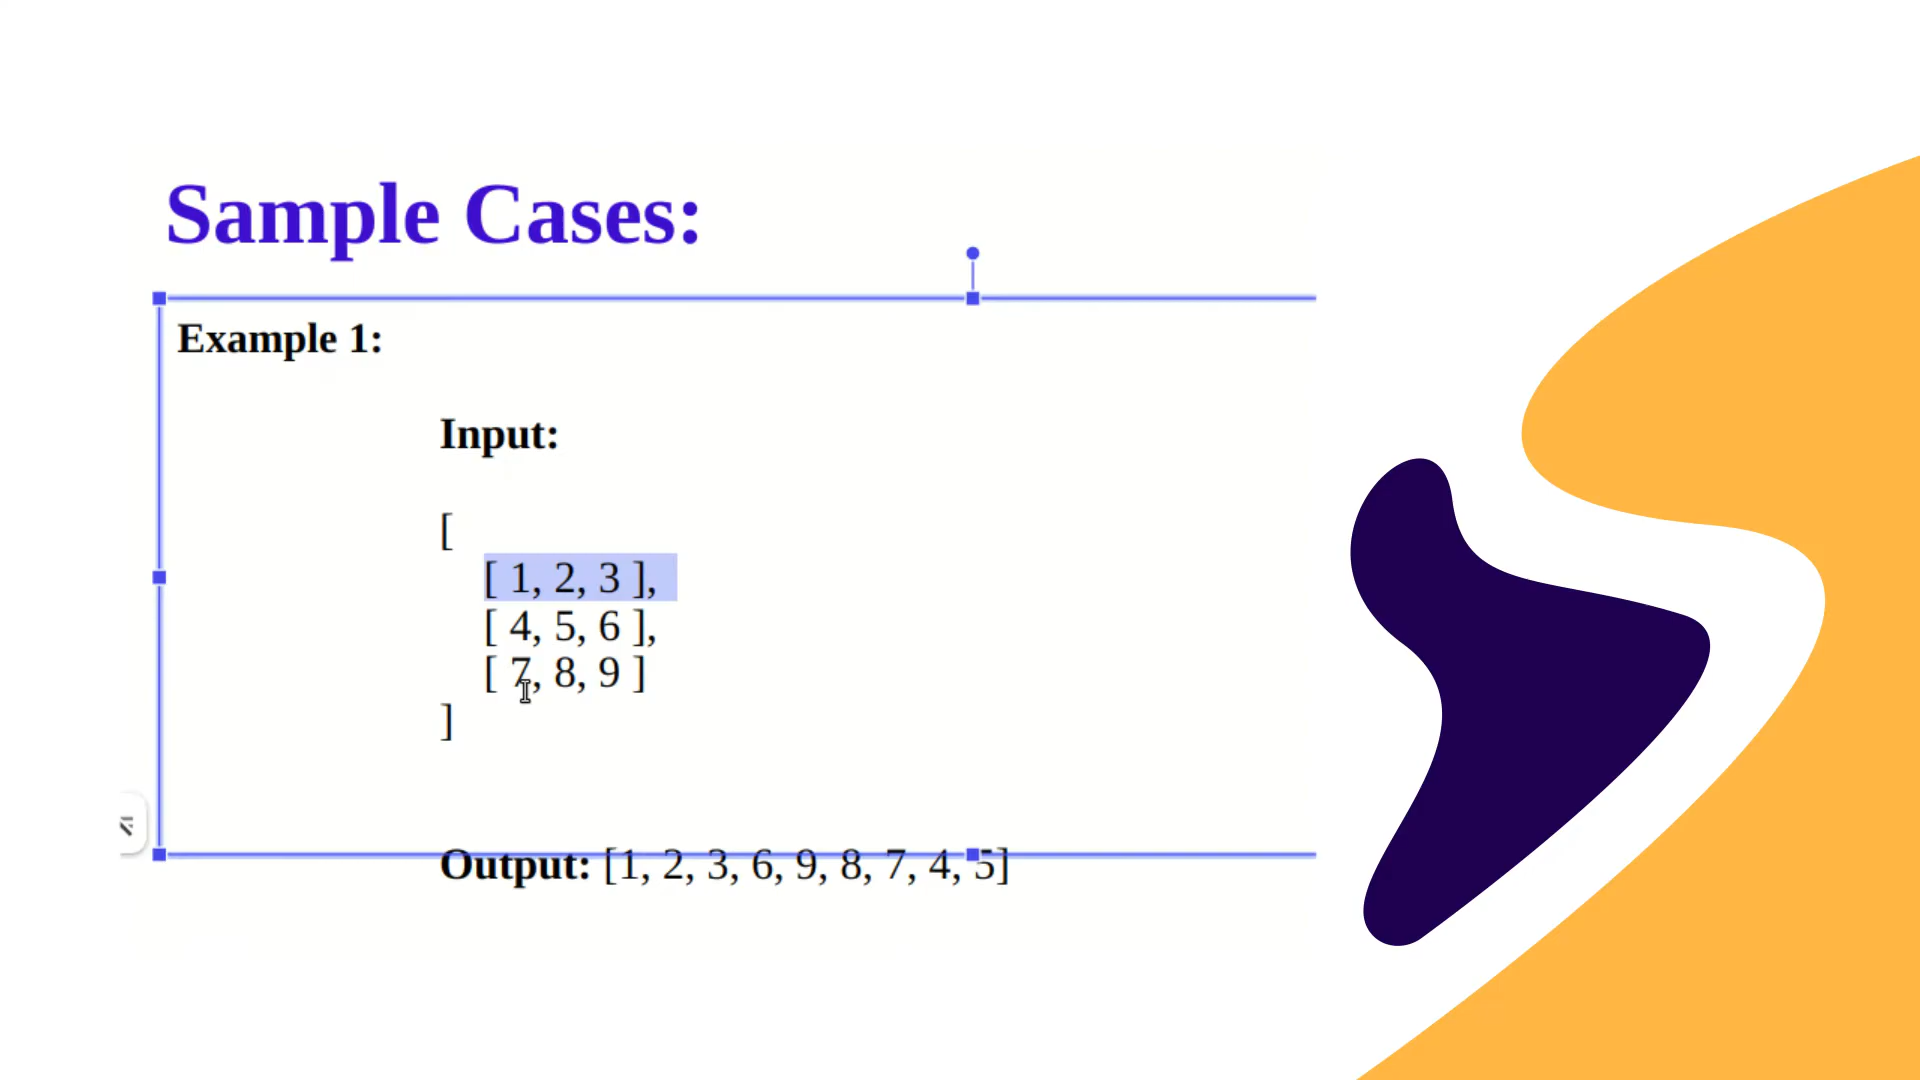 Sample Cases:
Example 1:
Input:
[
[ 1, 2, 3 ],
[ 4, 5, 6 ],
[ 7, 8, 9 ]
]
Output: [1, 2, 3, 6, 9, 8, 7, 4, 5]